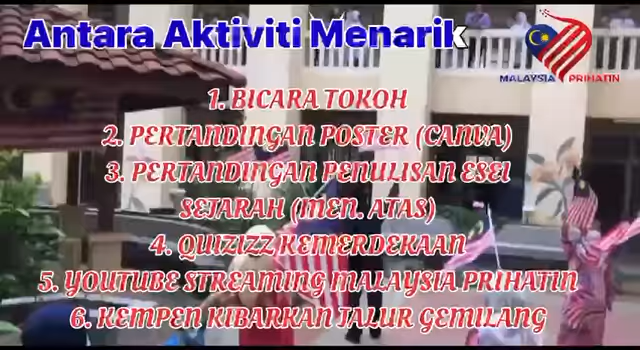 Antara Aktiviti Menarik
MALAYSIA PRIHATIN
1. BICARA TOKOH
2. PERTANDINGAN POSTER (CANVA)
3. PERTANDINGAN PENULISAN ESEI
SEJARAH (MEN. ATAS)
4. QUIZIZZ KEMERDEKAAN
5. YOUTUBE STREAMING MALAYSIA PRIHATIN
6. KEMPEN KIBARKAN JALUR GEMILANG